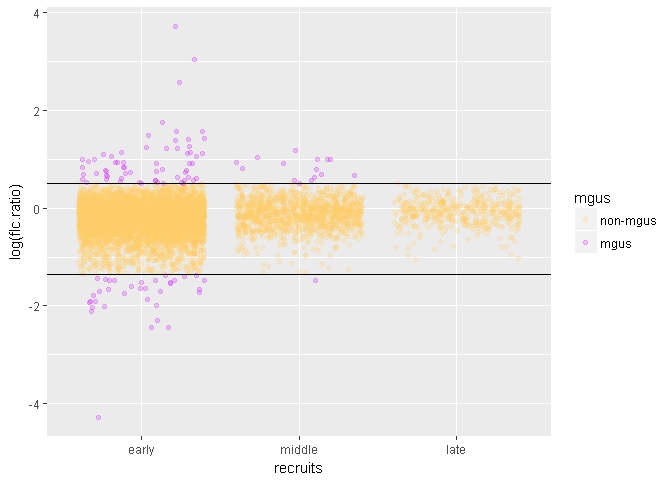 4
2
0
-2
-4
log(flc.ratio)
early
middle
late
recruits
mgus
non-mgus
mgus